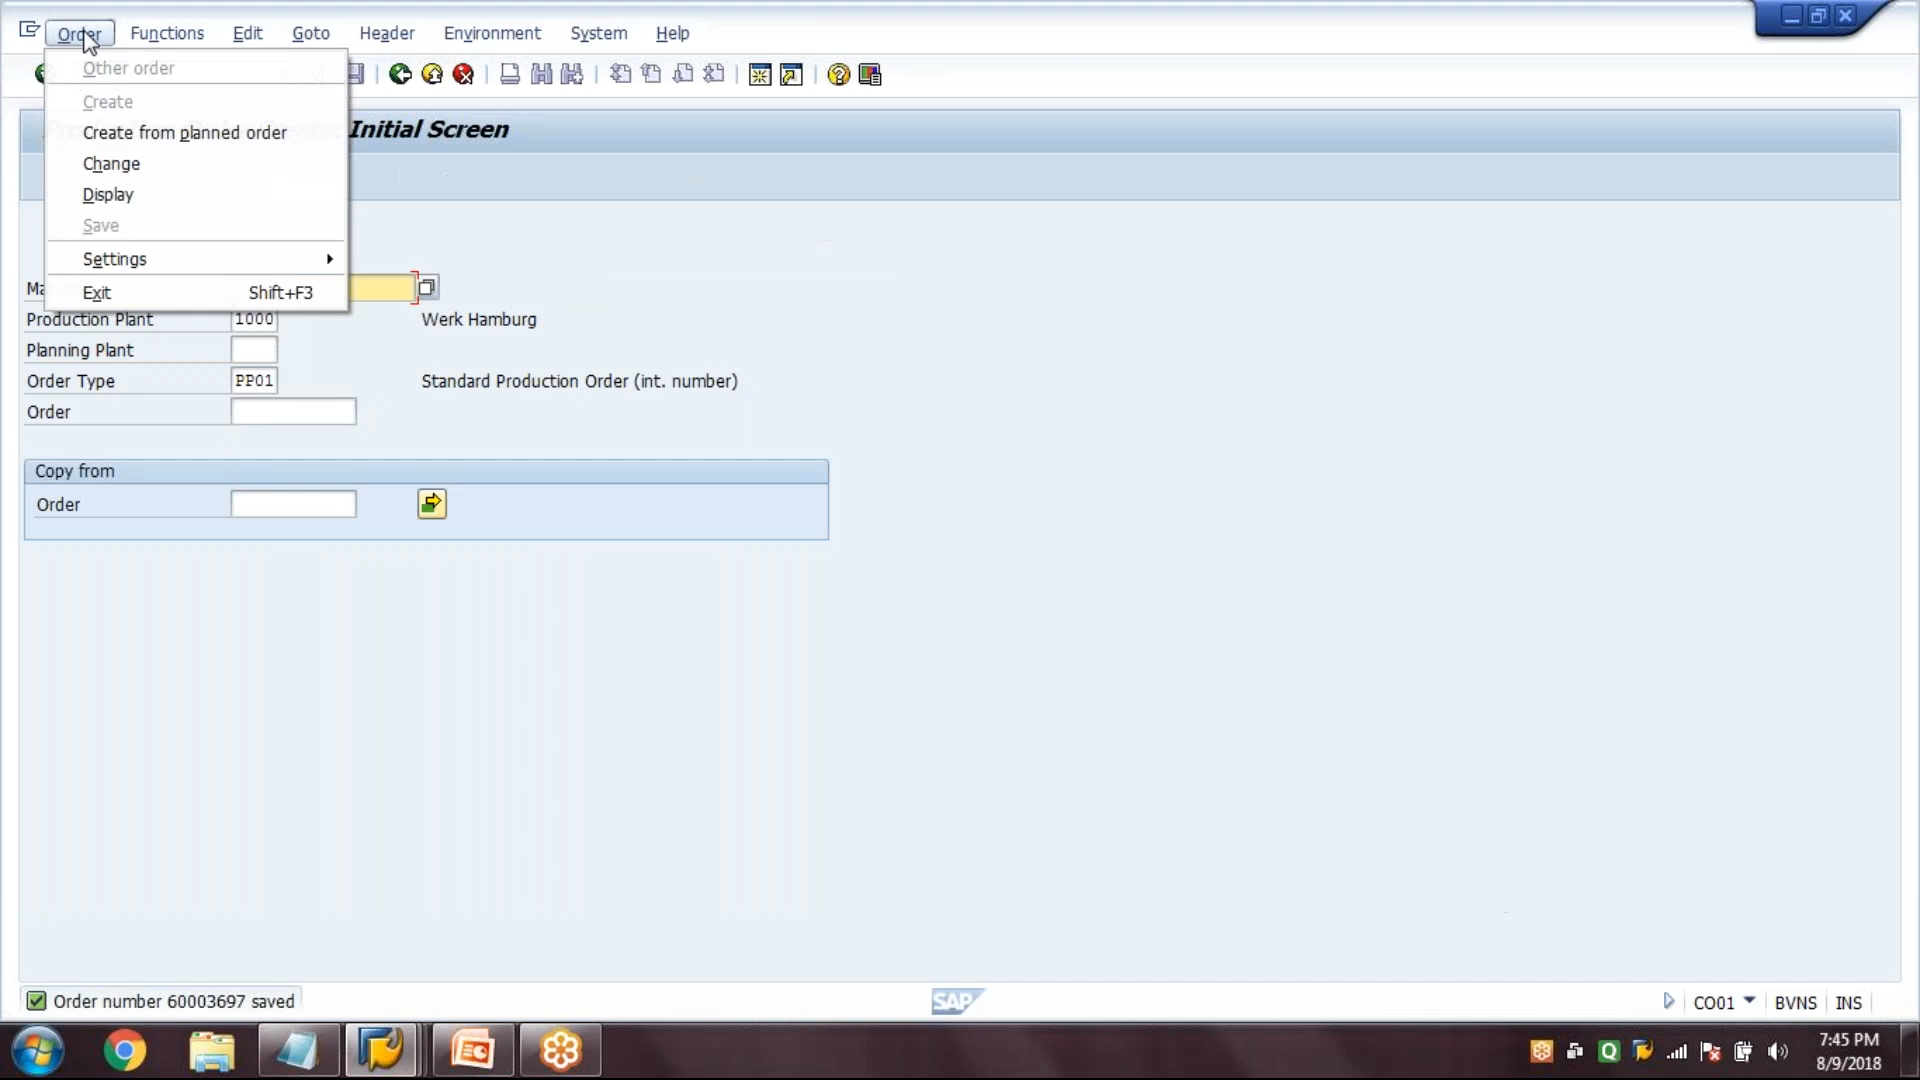 Order Functions Edit Goto Header Environment System Help
Other order
Create
Create from planned order
Initial Screen
Change
Display
Save
Settings
Exit Shift+F3
Ma
Production Plant 1000 Werk Hamburg
Planning Plant
Order Type PP01 Standard Production Order (int. number)
Order
Copy from
Order
Order number 60003697 saved
SAP
CO01 BVNS INS
7:45 PM
8/9/2018